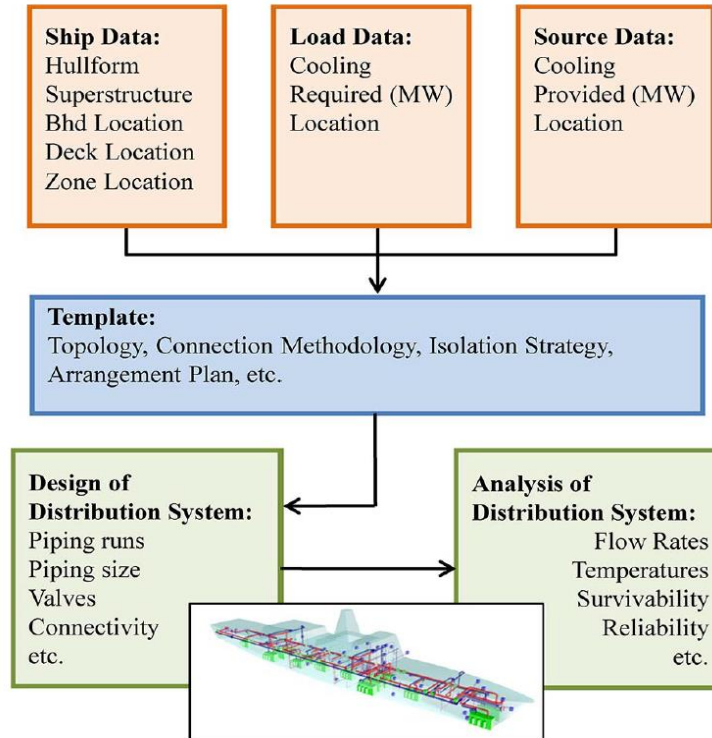 Ship Data:
Hullform
Superstructure
Bhd Location
Deck Location
Zone Location
Load Data:
Cooling
Required (MW)
Location
Source Data:
Cooling
Provided (MW)
Location
Template:
Topology, Connection Methodology, Isolation Strategy,
Arrangement Plan, etc.
Design of
Distribution System:
Piping runs
Piping size
Valves
Connectivity
etc.
Analysis of
Distribution System:
Flow Rates
Temperatures
Survivability
Reliability
etc.